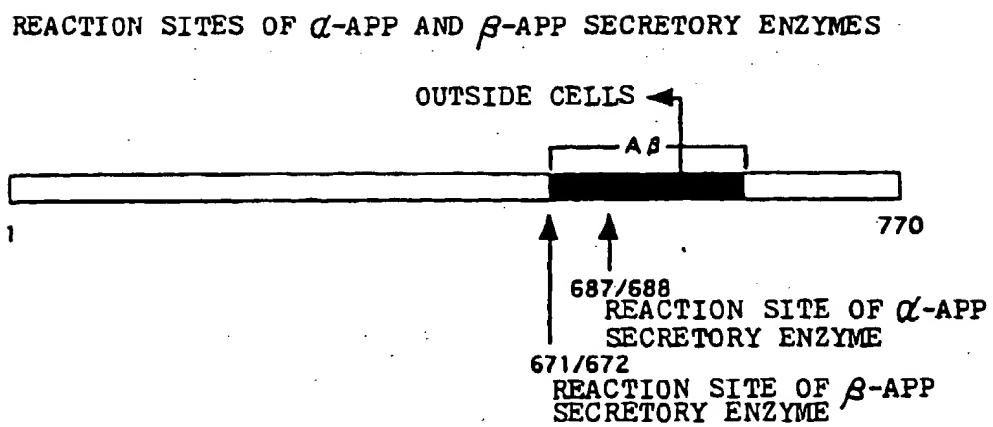 REACTION SITES OF α-APP AND β-APP SECRETORY ENZYMES
OUTSIDE CELLS
Aβ
1
770
687/688
REACTION SITE OF α-APP
SECRETORY ENZYME
671/672
REACTION SITE OF β-APP
SECRETORY ENZYME